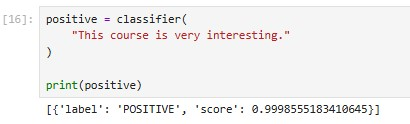 [16]: positive = classifier(
    "This course is very interesting."
)

print(positive)
[{'label': 'POSITIVE', 'score': 0.9998555183410645}]